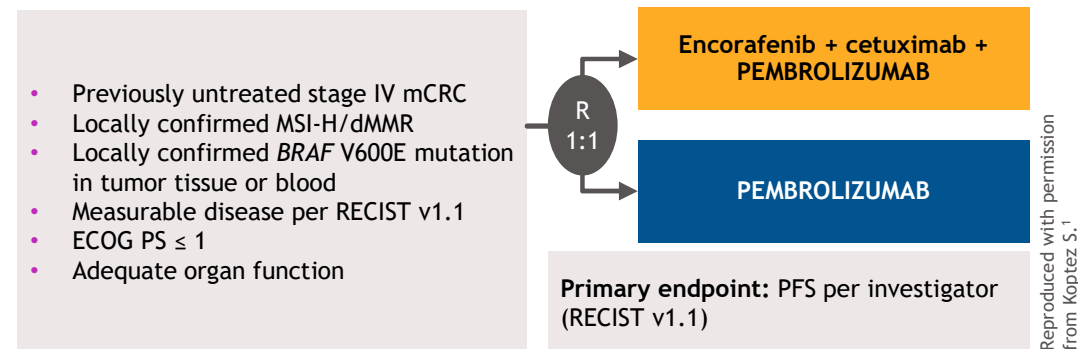 • Previously untreated stage IV mCRC
• Locally confirmed MSI-H/dMMR
• Locally confirmed BRAF V600E mutation
in tumor tissue or blood
• Measurable disease per RECIST v1.1
• ECOG PS ≤ 1
• Adequate organ function
R
1:1
Encorafenib + cetuximab +
PEMBROLIZUMAB
PEMBROLIZUMAB
Primary endpoint: PFS per investigator
(RECIST v1.1)
Reproduced with permission
from Koptez S.¹